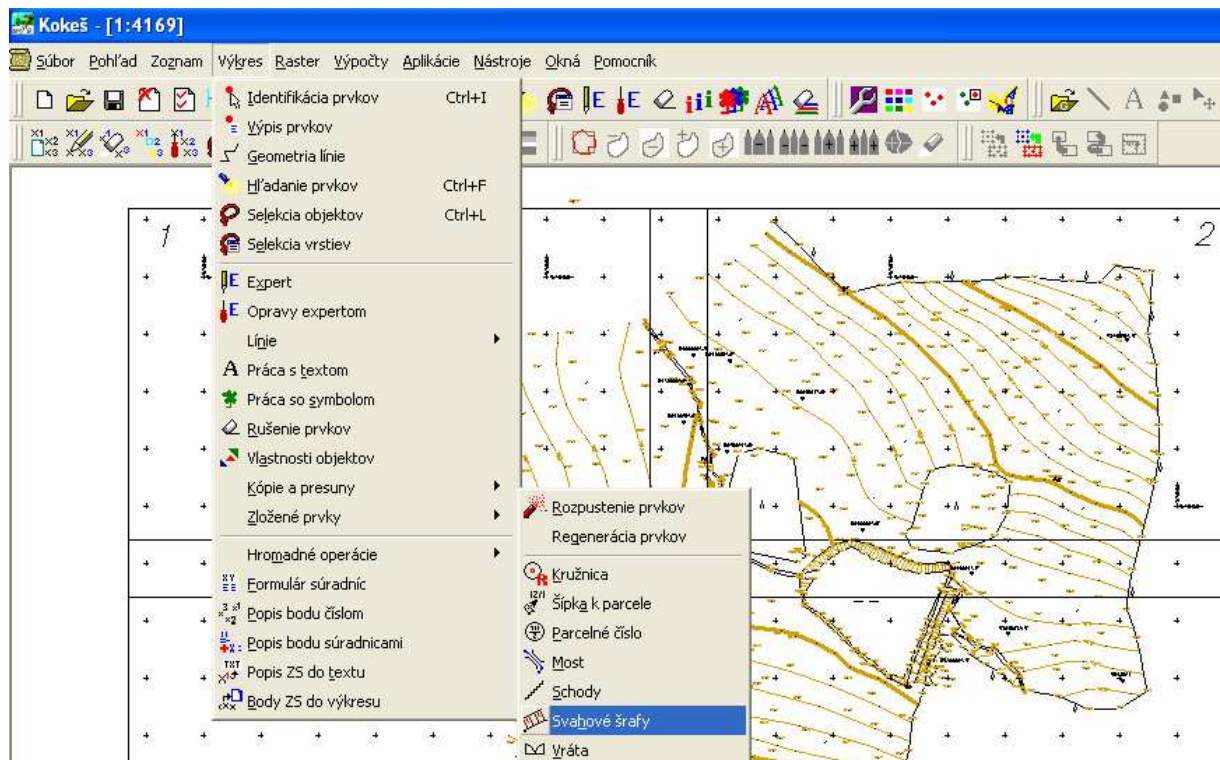 Kokeš - [1:4169]
Súbor Pohľad Zoznam Výkres Raster Výpočty Aplikácie Nástroje Okná Pomocník
Identifikácia prvkov Ctrl+I
Výpis prvkov
Geometria línie
Hľadanie prvkov Ctrl+F
Selekcia objektov Ctrl+L
Selekcia vrstiev
Expert
Opravy expertom
Línie
Práca s textom
Práca so symbolom
Rušenie prvkov
Vlastnosti objektov
Kópie a presuny
Zložené prvky
Hromadné operácie
Formulár súradníc
Popis bodu číslom
Popis bodu súradnicami
Popis ZS do textu
Body ZS do výkresu
Rozpustenie prvkov
Regenerácia prvkov
Kružnica
Šípka k parcele
Parcelné číslo
Most
Schody
Svahové šrafy
Vráta
1
2